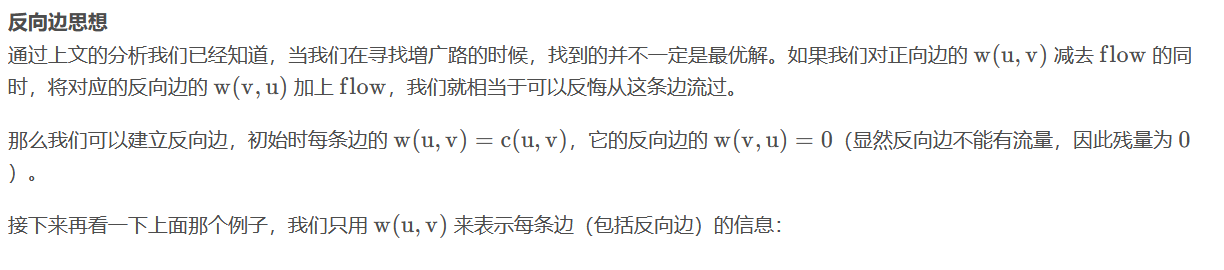 反向边思想
通过上文的分析我们已经知道，当我们在寻找增广路的时候，找到的并不一定是最优解。如果我们对正向边的 w(u, v) 减去 flow 的同
时，将对应的反向边的 w(v, u) 加上 flow，我们就相当于可以反悔从这条边流过。
那么我们可以建立反向边，初始时每条边的 w(u, v) = c(u, v)，它的反向边的 w(v, u) = 0（显然反向边不能有流量，因此残量为 0
）。
接下来再看一下上面那个例子，我们只用 w(u, v) 来表示每条边（包括反向边）的信息：